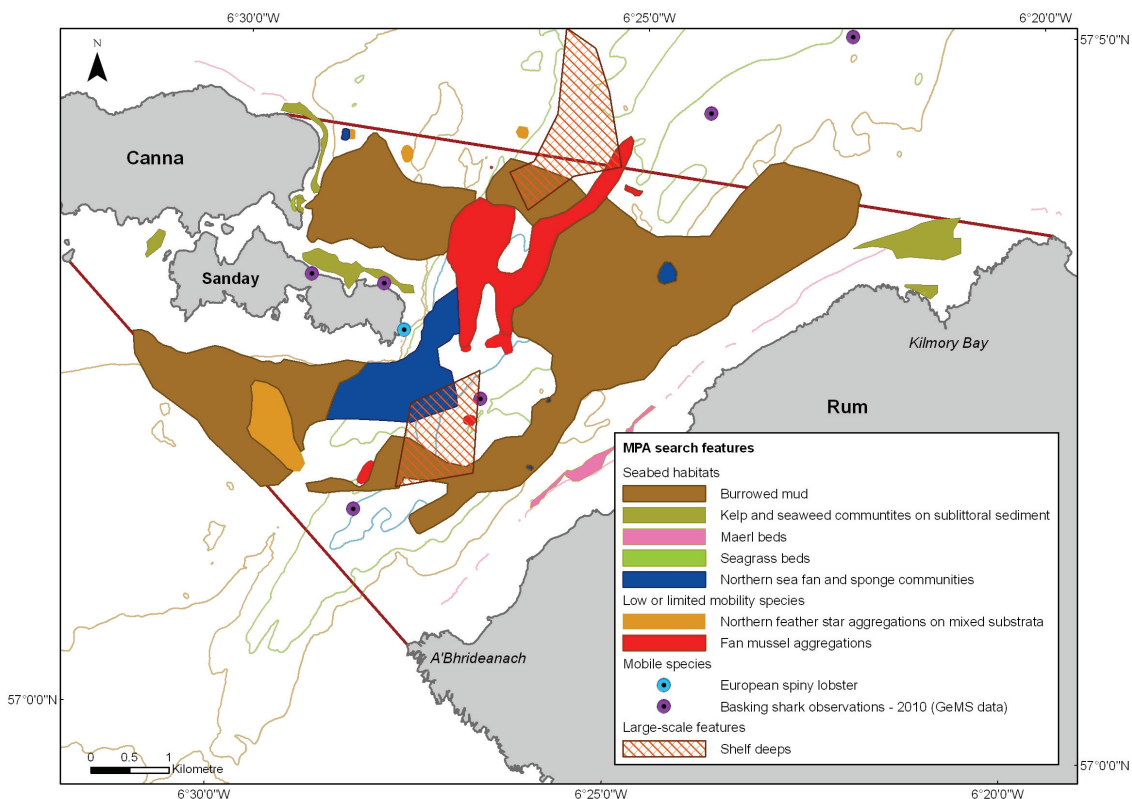 6°30'0"W
6°25'0"W
6°20'0"W
57°5'0"N
N
Canna
Sanday
Kilmory Bay
Rum
MPA search features
Seabed habitats
Burrowed mud
Kelp and seaweed communtites on sublittoral sediment
Maerl beds
Seagrass beds
Northern sea fan and sponge communities
Low or limited mobility species
Northern feather star aggregations on mixed substrata
Fan mussel aggregations
Mobile species
European spiny lobster
Basking shark observations - 2010 (GeMS data)
Large-scale features
Shelf deeps
A'Bhrideanach
57°0'0"N
0 0.5 1
Kilometre
57°0'0"N
6°30'0"W
6°25'0"W
6°20'0"W